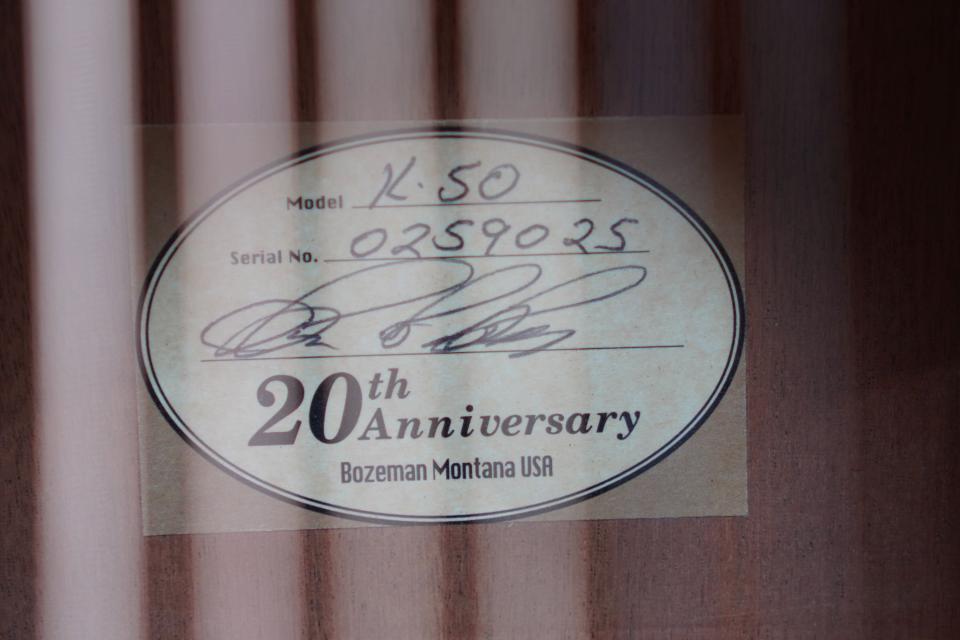 Model K.50
Serial No. 0259025
20th
Anniversary
Bozeman Montana USA